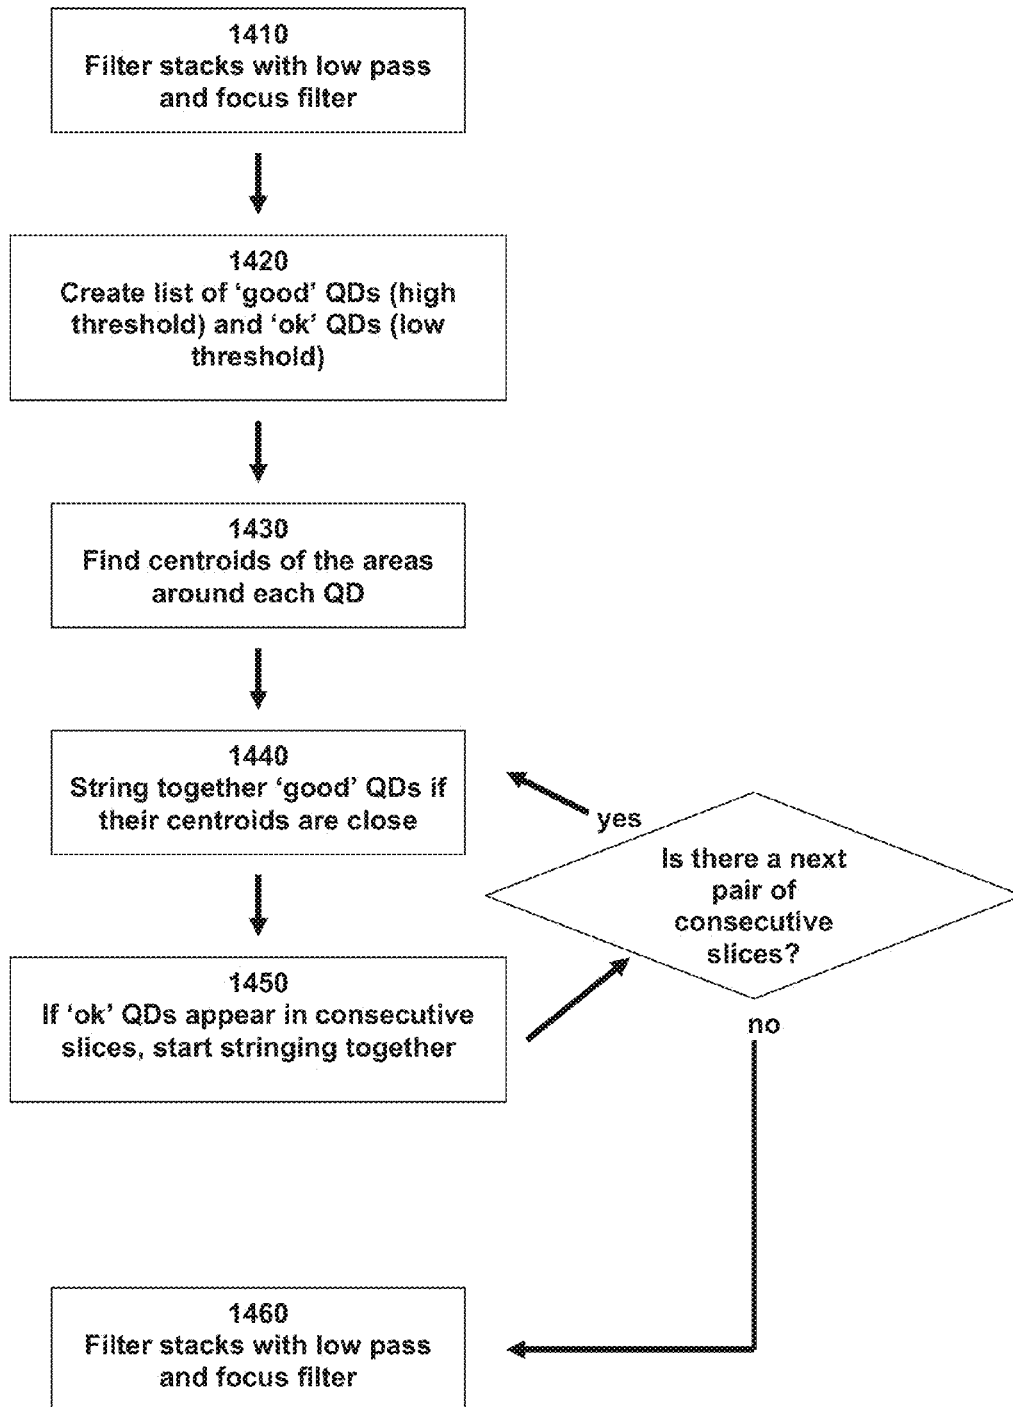 1410
Filter stacks with low pass
and focus filter
1420
Create list of ‘good’ QDs (high
threshold) and ‘ok’ QDs (low
threshold)
1430
Find centroids of the areas
around each QD
1440
String together ‘good’ QDs if
their centroids are close
yes
Is there a next
pair of
consecutive
slices?
1450
If ‘ok’ QDs appear in consecutive
slices, start stringing together
no
1460
Filter stacks with low pass
and focus filter